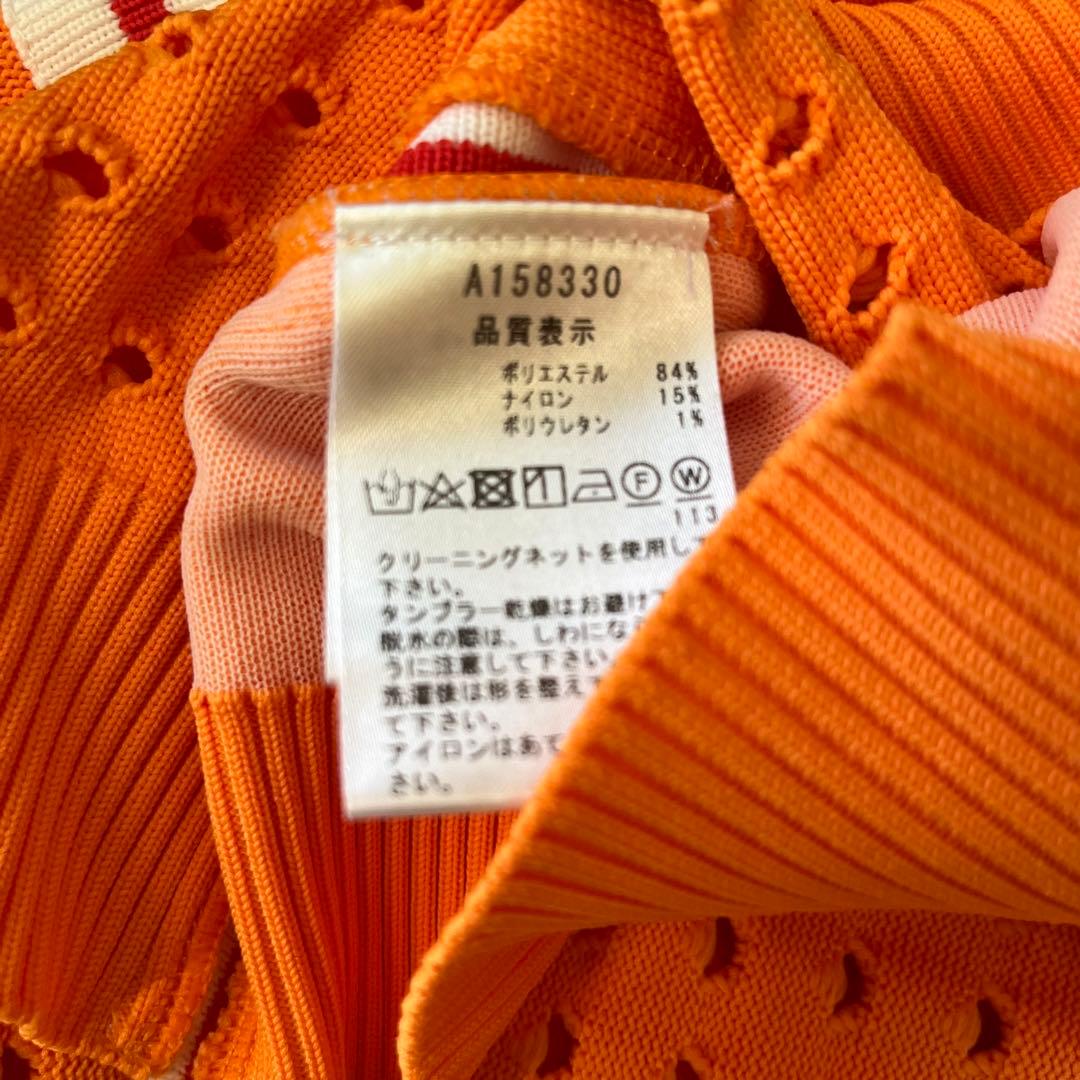 A158330
品質表示
ポリエステル 84%
ナイロン 15%
ポリウレタン 1%
F W
113
クリーニングネットを使用して
下さい。
タンブラー乾燥はお避け
脱水の際は、しわになら
うに注意して下さい。
洗濯後は形を整えて
て下さい。
アイロンはあて
さい。